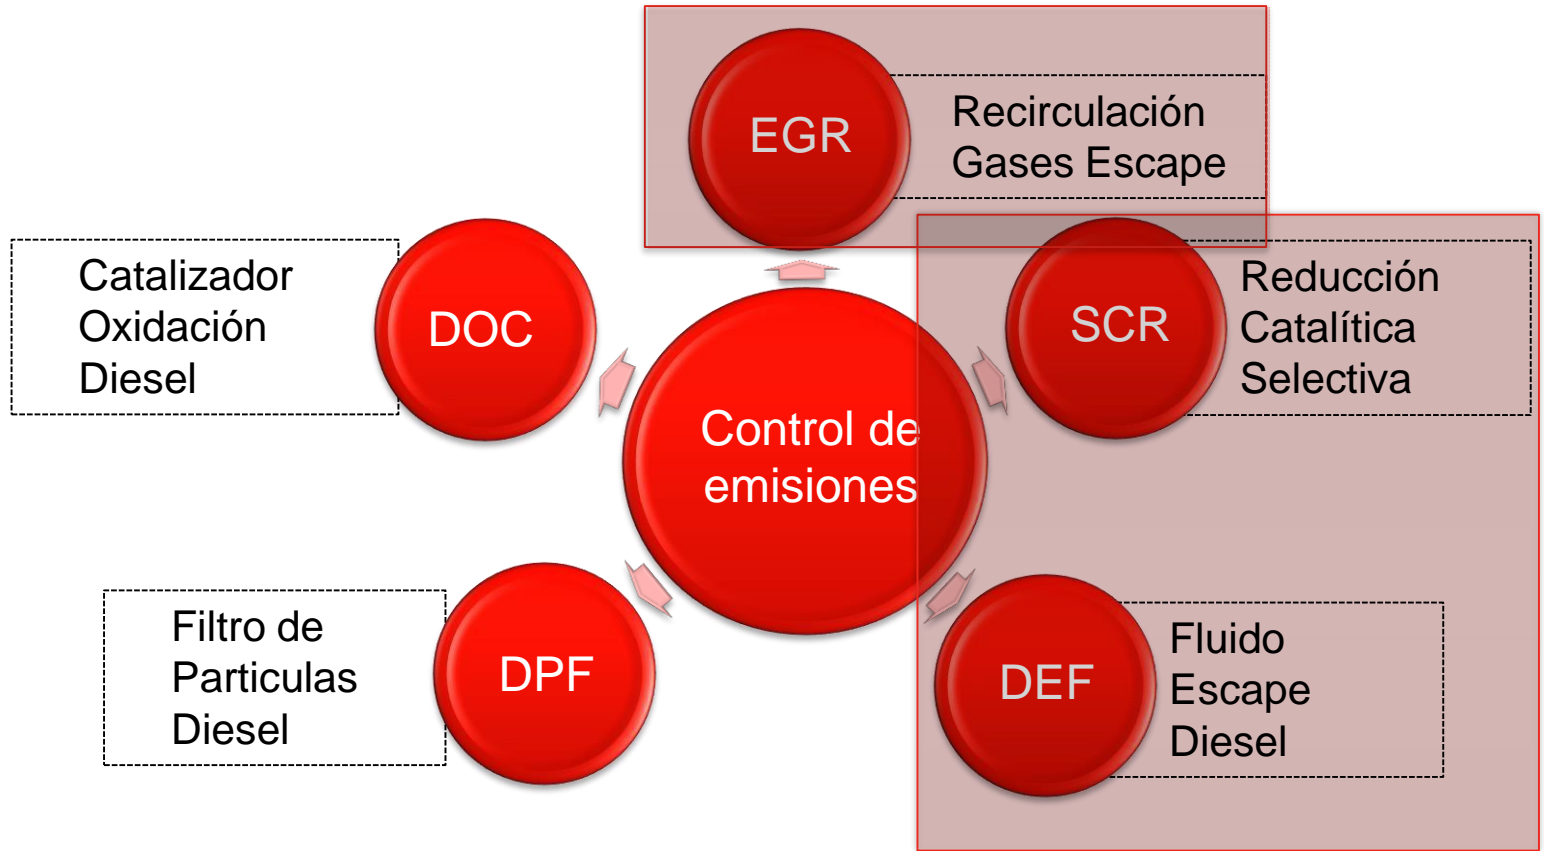 EGR
Recirculación
Gases Escape
DOC
Catalizador
Oxidación
Diesel
SCR
Reducción
Catalítica
Selectiva
Control de
emisiones
DPF
Filtro de
Particulas
Diesel
DEF
Fluido
Escape
Diesel